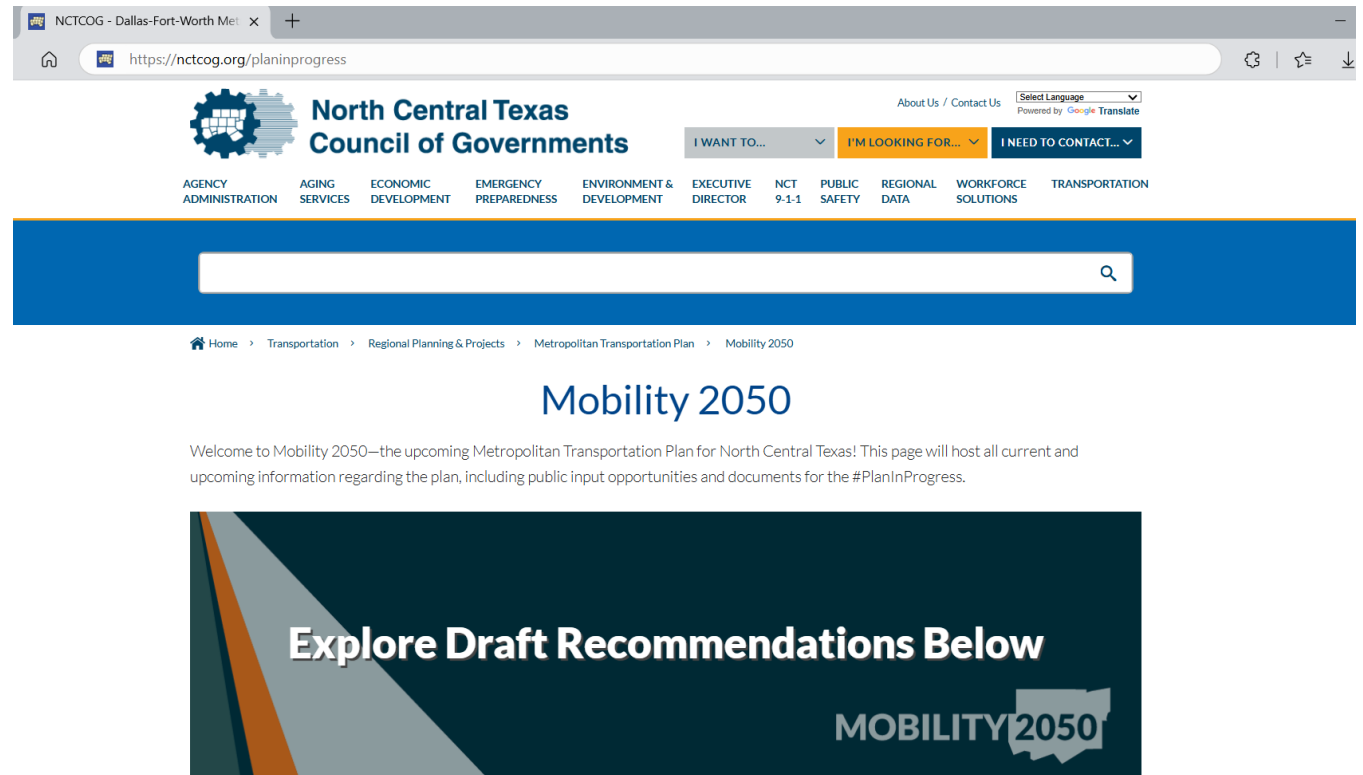 NCTCOG - Dallas-Fort-Worth Met
https://nctcog.org/planinprogress
North Central Texas
Council of Governments
About Us / Contact Us
Select Language
Powered by Google Translate
I WANT TO...
I'M LOOKING FOR...
I NEED TO CONTACT...
AGENCY
ADMINISTRATION
AGING
SERVICES
ECONOMIC
DEVELOPMENT
EMERGENCY
PREPAREDNESS
ENVIRONMENT &
DEVELOPMENT
EXECUTIVE
DIRECTOR
NCT
9-1-1
PUBLIC
SAFETY
REGIONAL
DATA
WORKFORCE
SOLUTIONS
TRANSPORTATION
Home > Transportation > Regional Planning & Projects > Metropolitan Transportation Plan > Mobility 2050
Mobility 2050
Welcome to Mobility 2050—the upcoming Metropolitan Transportation Plan for North Central Texas! This page will host all current and
upcoming information regarding the plan, including public input opportunities and documents for the #PlanInProgress.
Explore Draft Recommendations Below
MOBILITY 2050